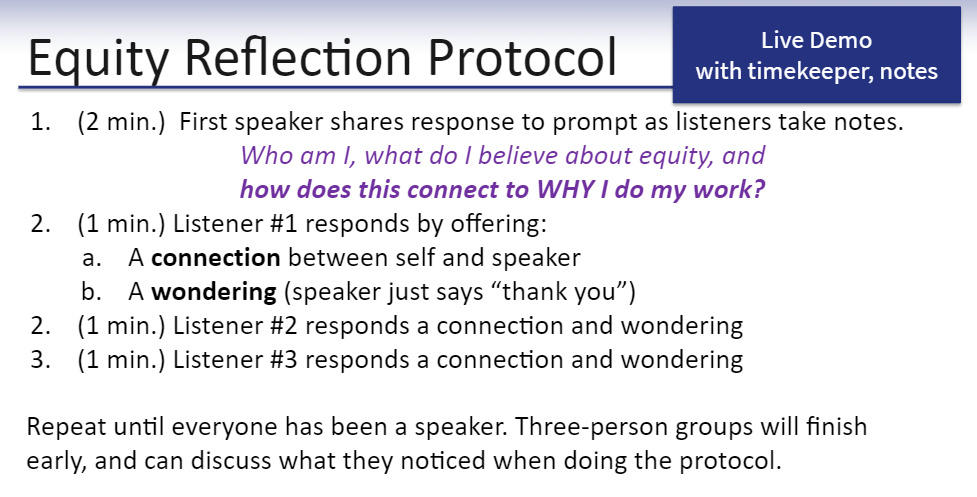 Equity Reflection Protocol
Live Demo
with timekeeper, notes
1. (2 min.) First speaker shares response to prompt as listeners take notes.
Who am I, what do I believe about equity, and
how does this connect to WHY I do my work?
2. (1 min.) Listener #1 responds by offering:
a. A connection between self and speaker
b. A wondering (speaker just says “thank you”)
2. (1 min.) Listener #2 responds a connection and wondering
3. (1 min.) Listener #3 responds a connection and wondering
Repeat until everyone has been a speaker. Three-person groups will finish
early, and can discuss what they noticed when doing the protocol.